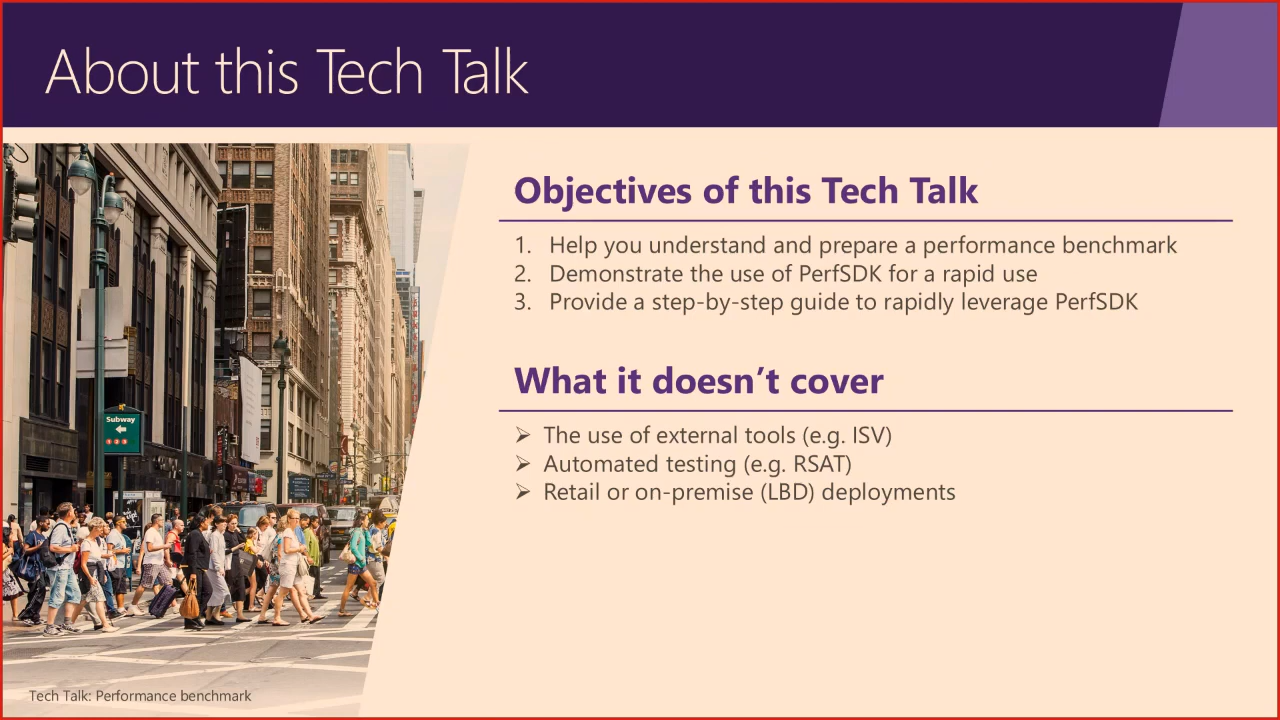 About this Tech Talk
Objectives of this Tech Talk
1. Help you understand and prepare a performance benchmark
2. Demonstrate the use of PerfSDK for a rapid use
3. Provide a step-by-step guide to rapidly leverage PerfSDK
What it doesn’t cover
➢ The use of external tools (e.g. ISV)
➢ Automated testing (e.g. RSAT)
➢ Retail or on-premise (LBD) deployments
Subway
1 2 3
Tech Talk: Performance benchmark